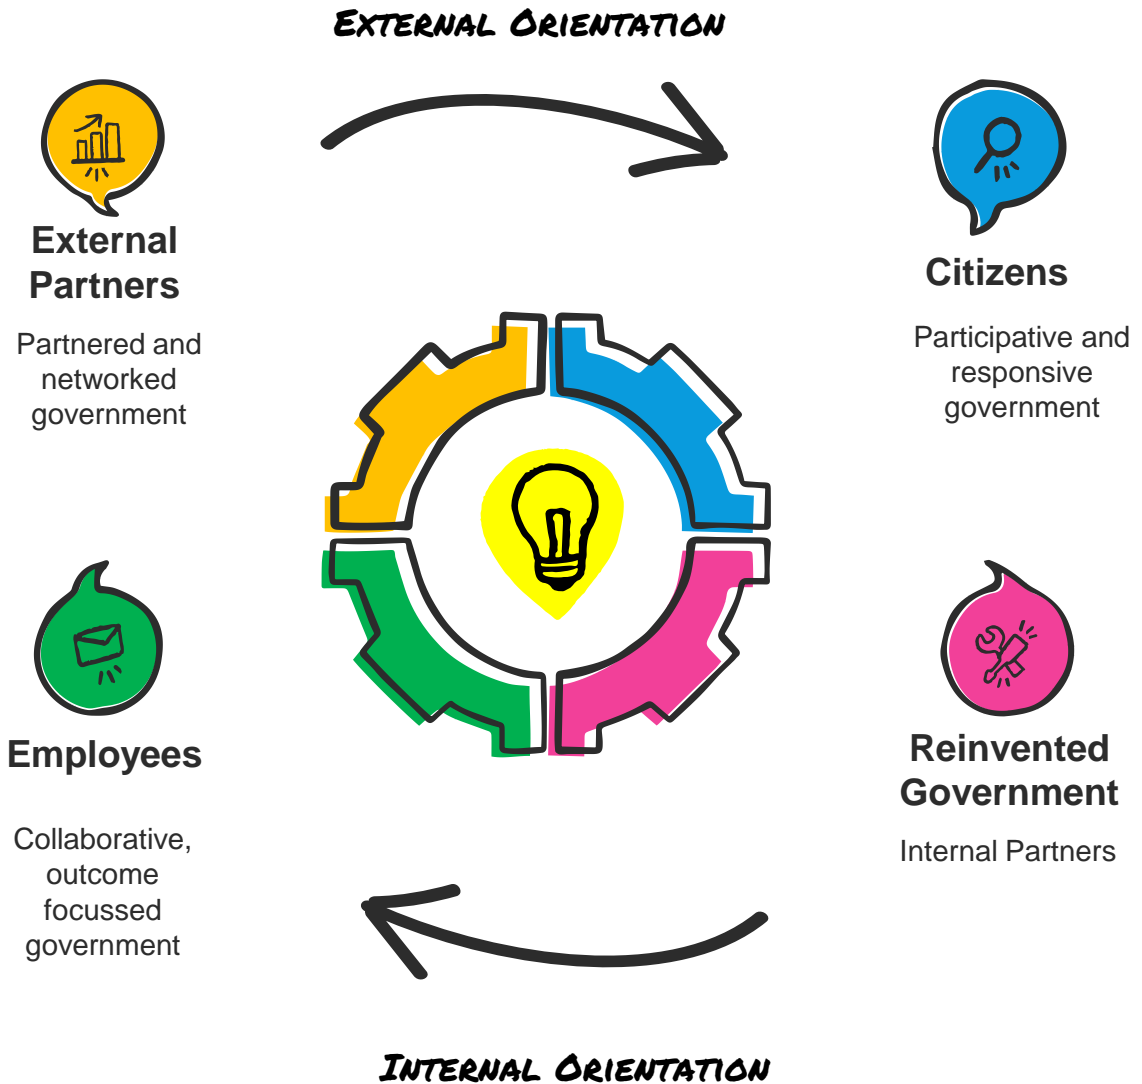 EXTERNAL ORIENTATION
External
Partners
Partnered and
networked
government
Citizens
Participative and
responsive
government
Employees
Collaborative,
outcome
focussed
government
Reinvented
Government
Internal Partners
INTERNAL ORIENTATION